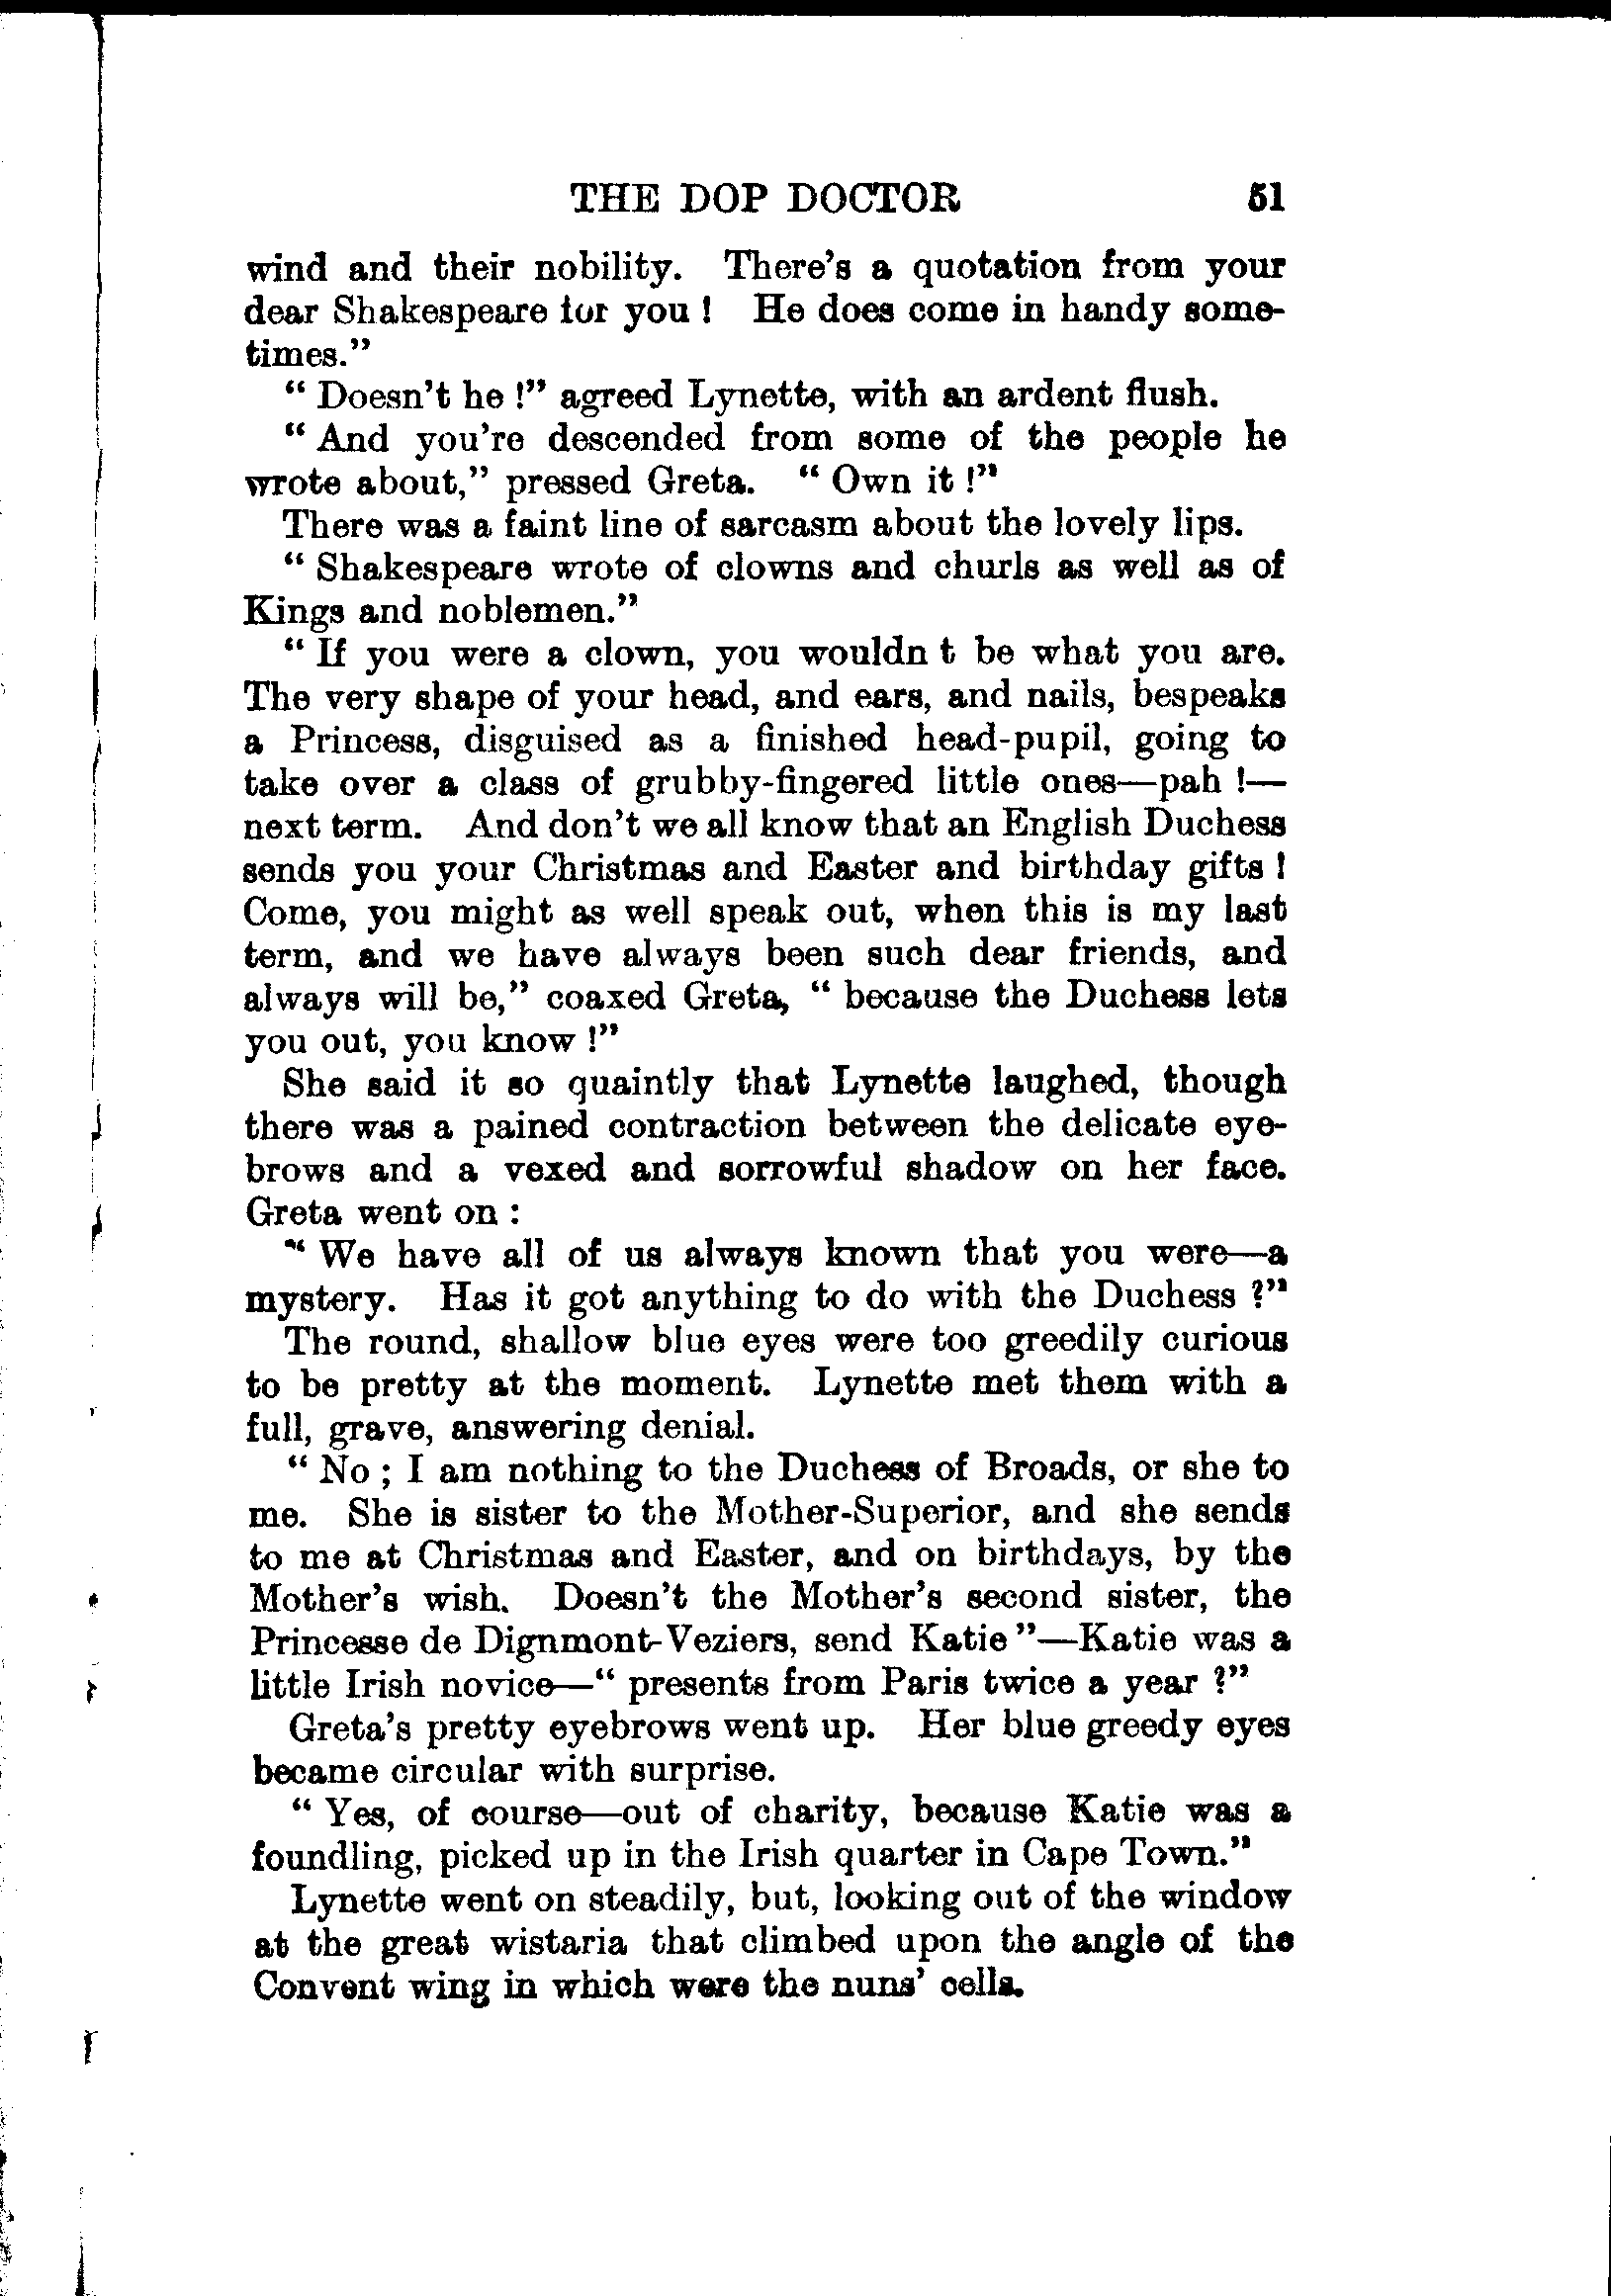 THE DOP DOCTOR 51
wind and their nobility. There's a quotation from your
dear Shakespeare for you ! He does come in handy some-
times."
" Doesn't he !" agreed Lynette, with an ardent flush.
" And you're descended from some of the people he
wrote about," pressed Greta. " Own it !"
There was a faint line of sarcasm about the lovely lips.
" Shakespeare wrote of clowns and churls as well as of
Kings and noblemen."
" If you were a clown, you wouldn t be what you are.
The very shape of your head, and ears, and nails, bespeaks
a Princess, disguised as a finished head-pupil, going to
take over a class of grubby-fingered little ones—pah !—
next term. And don't we all know that an English Duchess
sends you your Christmas and Easter and birthday gifts !
Come, you might as well speak out, when this is my last
term, and we have always been such dear friends, and
always will be," coaxed Greta, " because the Duchess lets
you out, you know !"
She said it so quaintly that Lynette laughed, though
there was a pained contraction between the delicate eye-
brows and a vexed and sorrowful shadow on her face.
Greta went on :
" We have all of us always known that you were—a
mystery. Has it got anything to do with the Duchess ?"
The round, shallow blue eyes were too greedily curious
to be pretty at the moment. Lynette met them with a
full, grave, answering denial.
" No ; I am nothing to the Duchess of Broads, or she to
me. She is sister to the Mother-Superior, and she sends
to me at Christmas and Easter, and on birthdays, by the
Mother's wish. Doesn't the Mother's second sister, the
Princesse de Dignmont-Veziers, send Katie "—Katie was a
little Irish novice—" presents from Paris twice a year ?"
Greta's pretty eyebrows went up. Her blue greedy eyes
became circular with surprise.
" Yes, of course—out of charity, because Katie was a
foundling, picked up in the Irish quarter in Cape Town."
Lynette went on steadily, but, looking out of the window
at the great wistaria that climbed upon the angle of the
Convent wing in which were the nuns' cells.